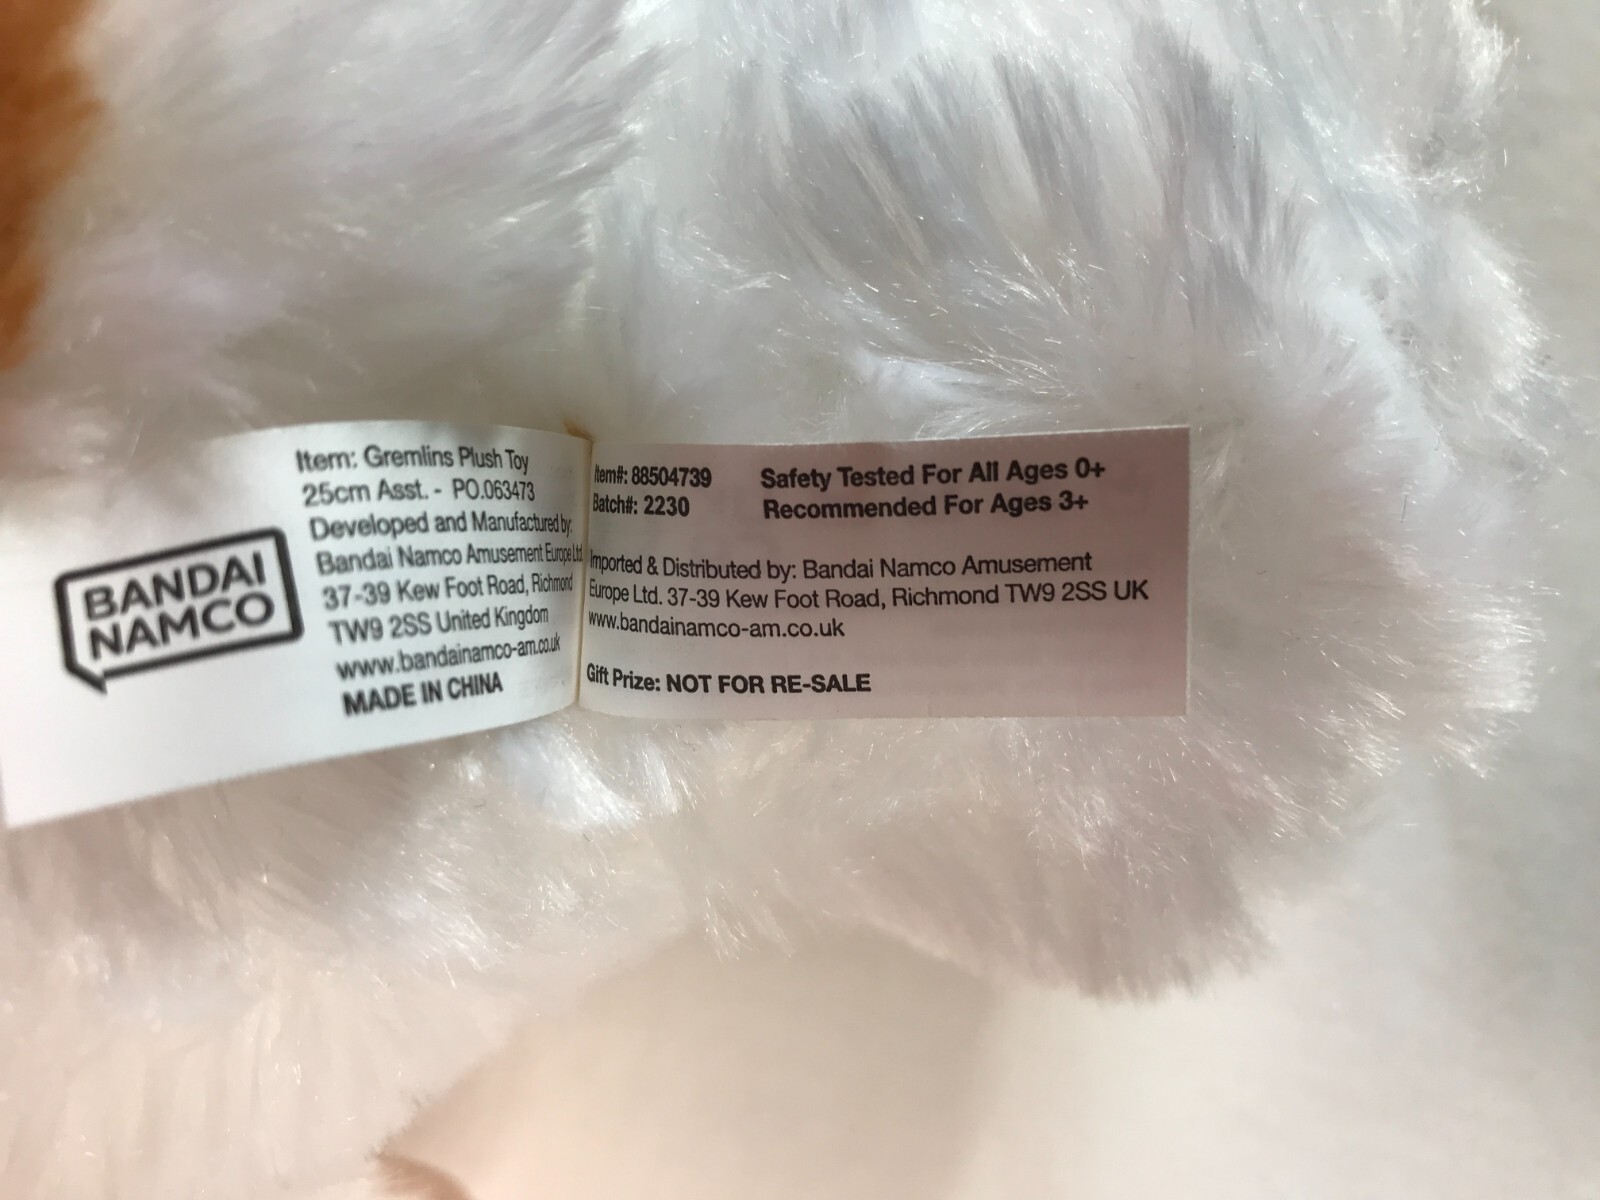 BANDAI
NAMCO
Item: Gremlins Plush Toy
25cm Asst. - PO.063473
Developed and Manufactured by:
Bandai Namco Amusement Europe Ltd.
37-39 Kew Foot Road, Richmond
TW9 2SS United Kingdom
www.bandainamco-am.co.uk
MADE IN CHINA
Item#: 88504739 Safety Tested For All Ages 0+
Batch#: 2230 Recommended For Ages 3+
Imported & Distributed by: Bandai Namco Amusement
Europe Ltd. 37-39 Kew Foot Road, Richmond TW9 2SS UK
www.bandainamco-am.co.uk
Gift Prize: NOT FOR RE-SALE